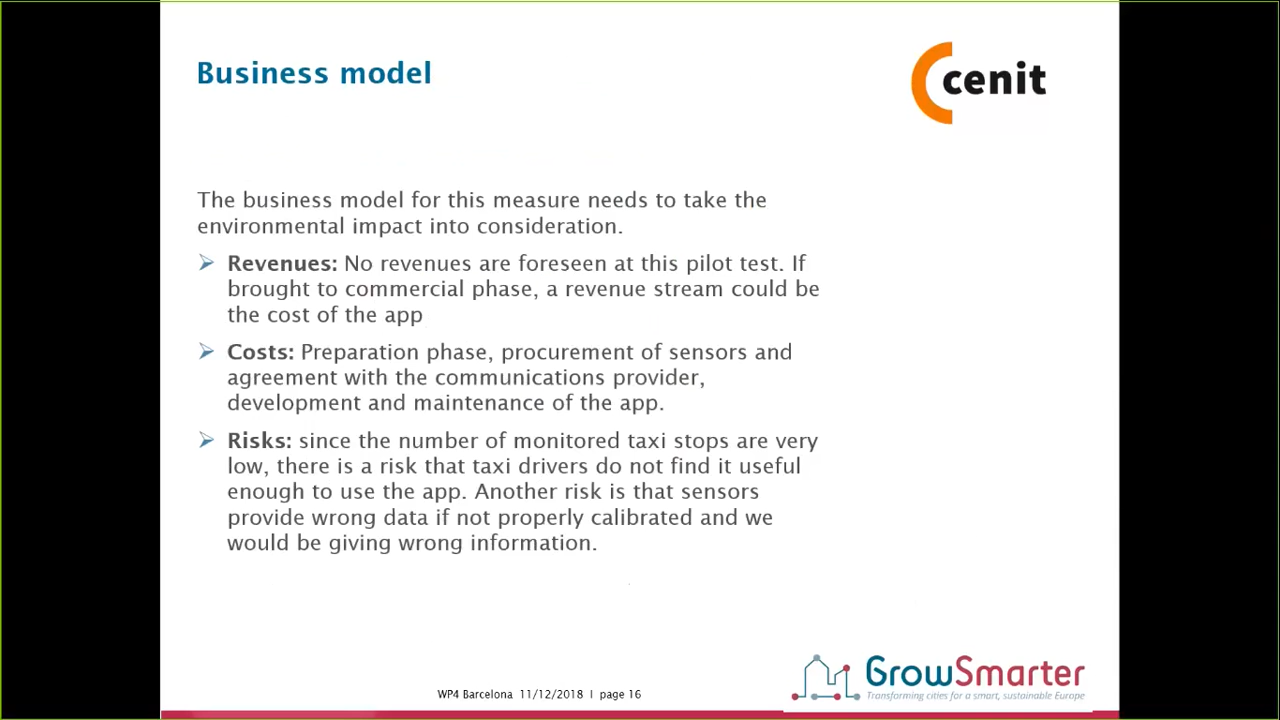 Business model
cenit
The business model for this measure needs to take the
environmental impact into consideration.
Revenues: No revenues are foreseen at this pilot test. If
brought to commercial phase, a revenue stream could be
the cost of the app
Costs: Preparation phase, procurement of sensors and
agreement with the communications provider,
development and maintenance of the app.
Risks: since the number of monitored taxi stops are very
low, there is a risk that taxi drivers do not find it useful
enough to use the app. Another risk is that sensors
provide wrong data if not properly calibrated and we
would be giving wrong information.
WP4 Barcelona 11/12/2018 | page 16
GrowSmarter
Transforming cities for a smart, sustainable Europe